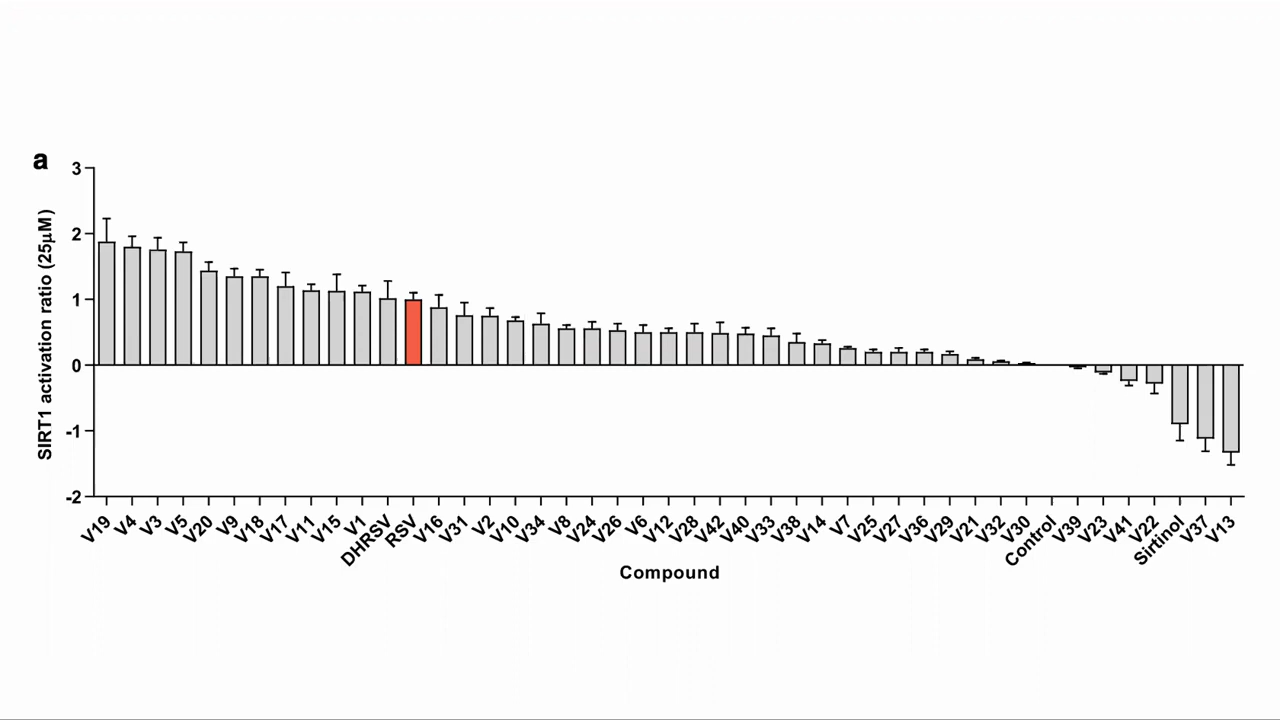 a
SIRT1 activation ratio (25µM)
3
2
1
0
-1
-2
V19 V4 V3 V5 V20 V9 V18 V17 V11 V15 V1 DHRSV RSV V16 V31 V2 V10 V34 V8 V24 V26 V6 V12 V28 V42 V40 V33 V38 V14 V7 V25 V27 V36 V29 V21 V32 V30 Control V39 V23 V41 V22 Sirtinol V37 V13
Compound